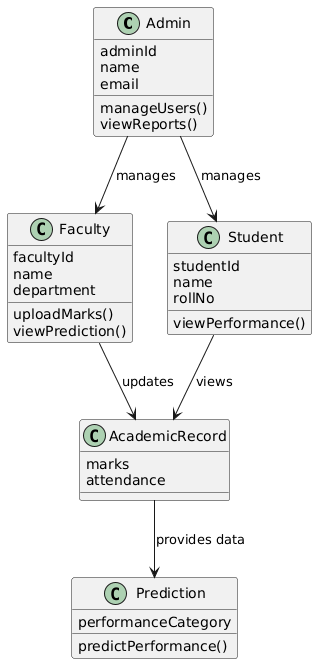 C Admin
adminId
name
email
manageUsers()
viewReports()
manages
manages
C Faculty
facultyId
name
department
uploadMarks()
viewPrediction()
C Student
studentId
name
rollNo
viewPerformance()
updates
views
C AcademicRecord
marks
attendance
provides data
C Prediction
performanceCategory
predictPerformance()